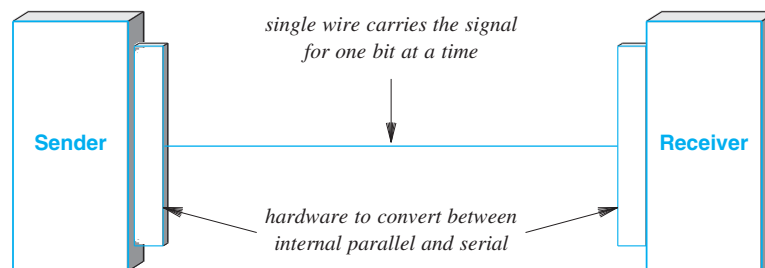 single wire carries the signal
for one bit at a time
Sender
Receiver
hardware to convert between
internal parallel and serial